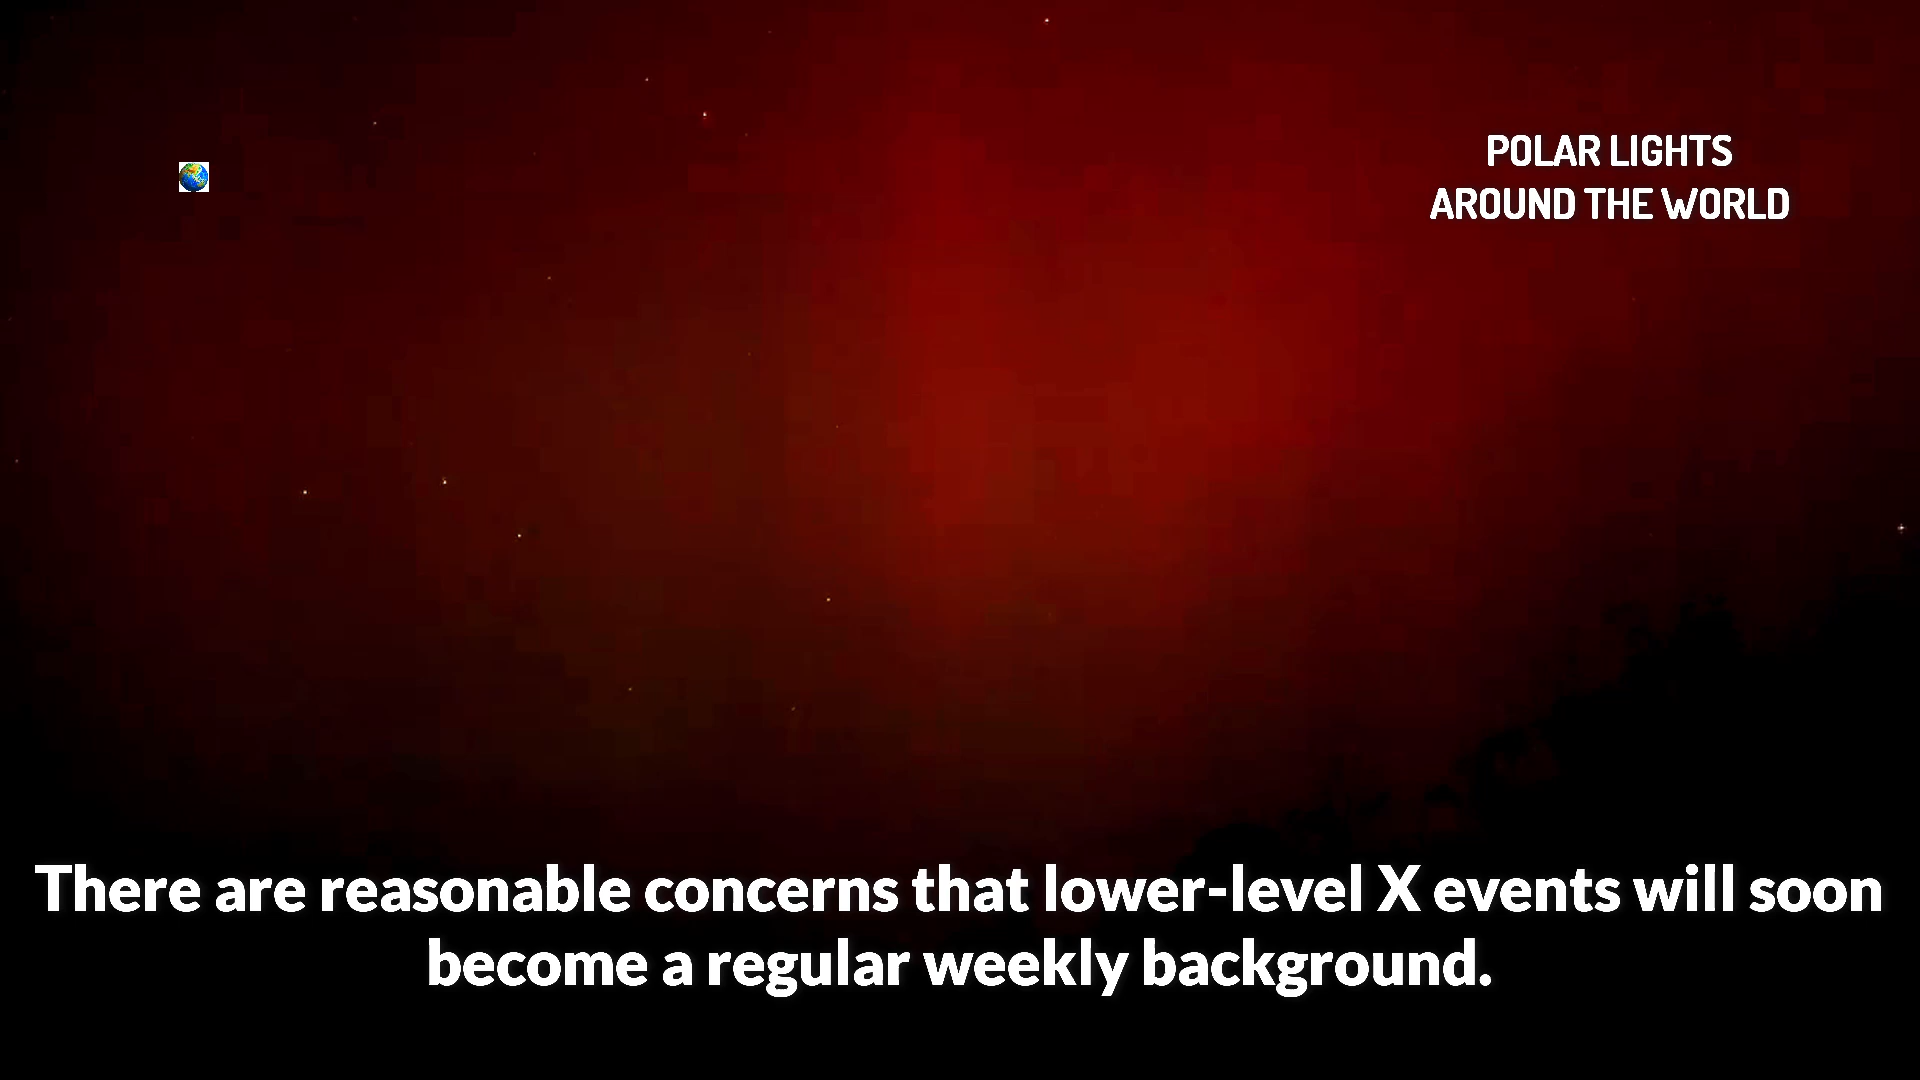 POLAR LIGHTS
AROUND THE WORLD
There are reasonable concerns that lower-level X events will soon
become a regular weekly background.